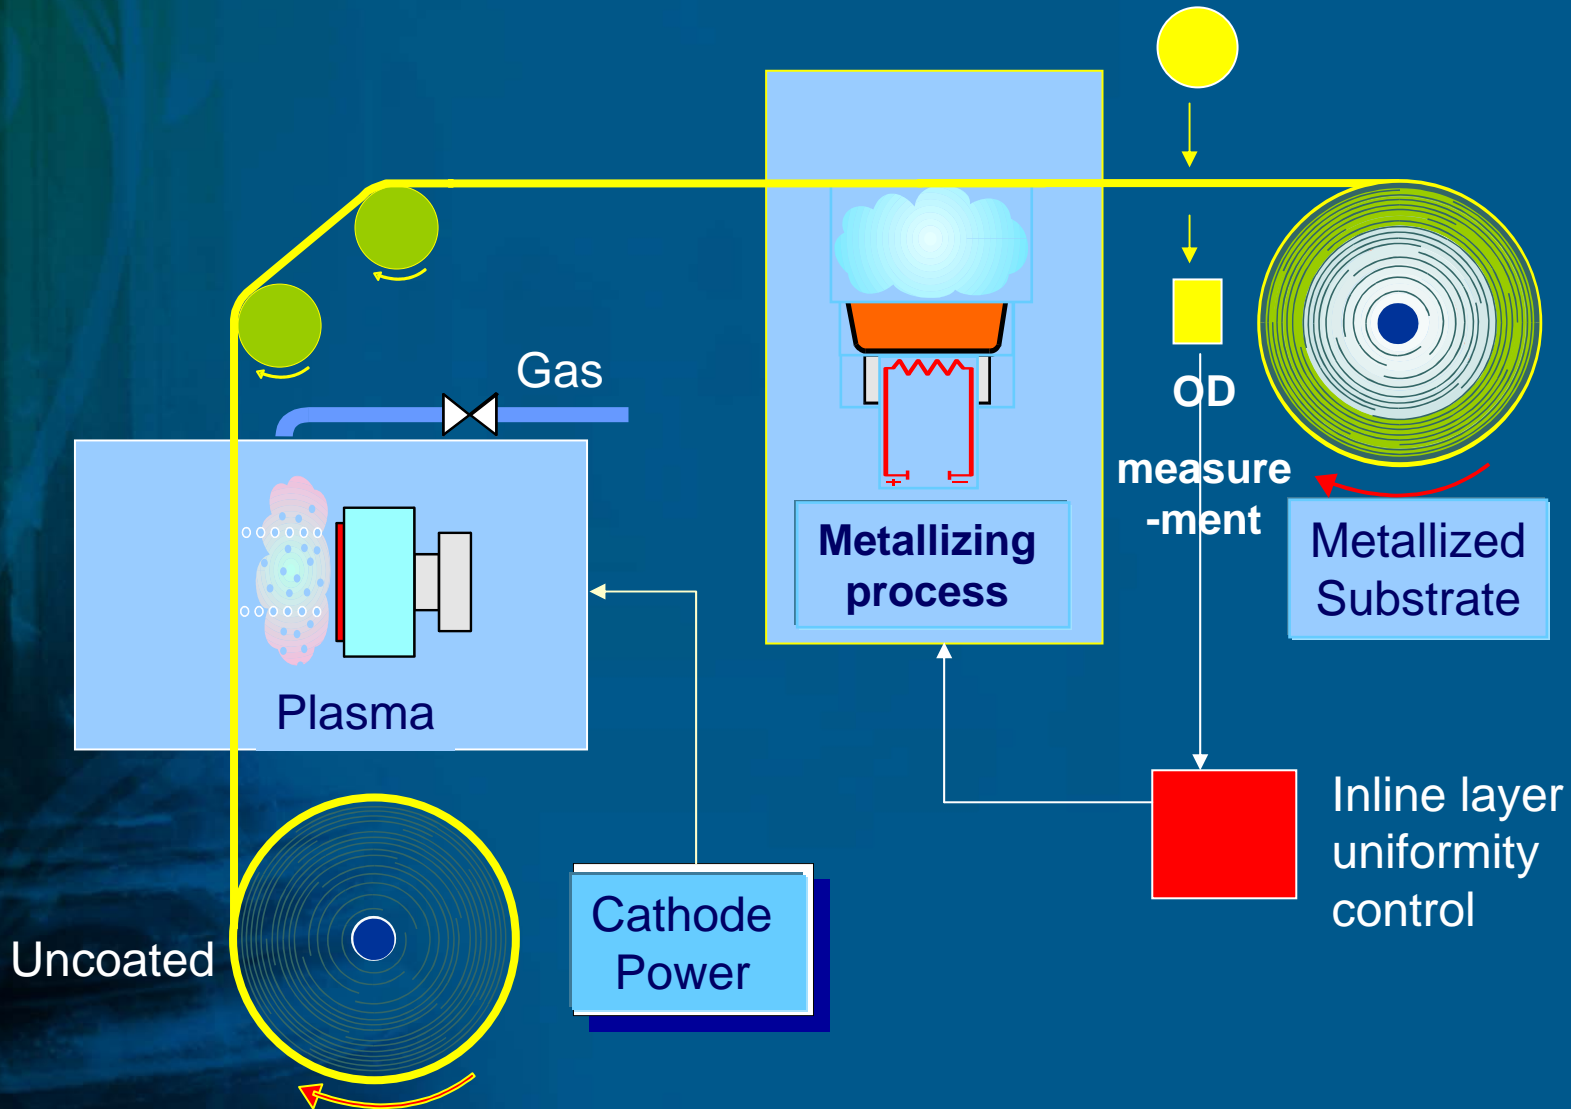 Gas
OD
measure
-ment
Metallizing
process
Metallized
Substrate
Plasma
Inline layer
uniformity
control
Cathode
Power
Uncoated